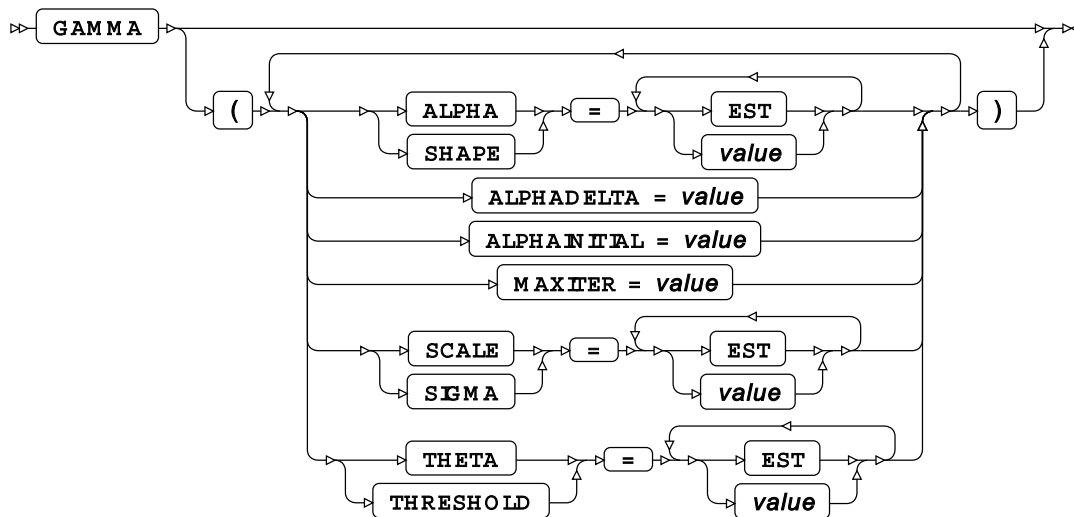 GAMMA
(
ALPHA = EST
)
SHAPE value
ALPHADELTA = value
ALPHAINITIAL = value
MAXITER = value
SCALE = EST
SIGMA value
THETA = EST
THRESHOLD value